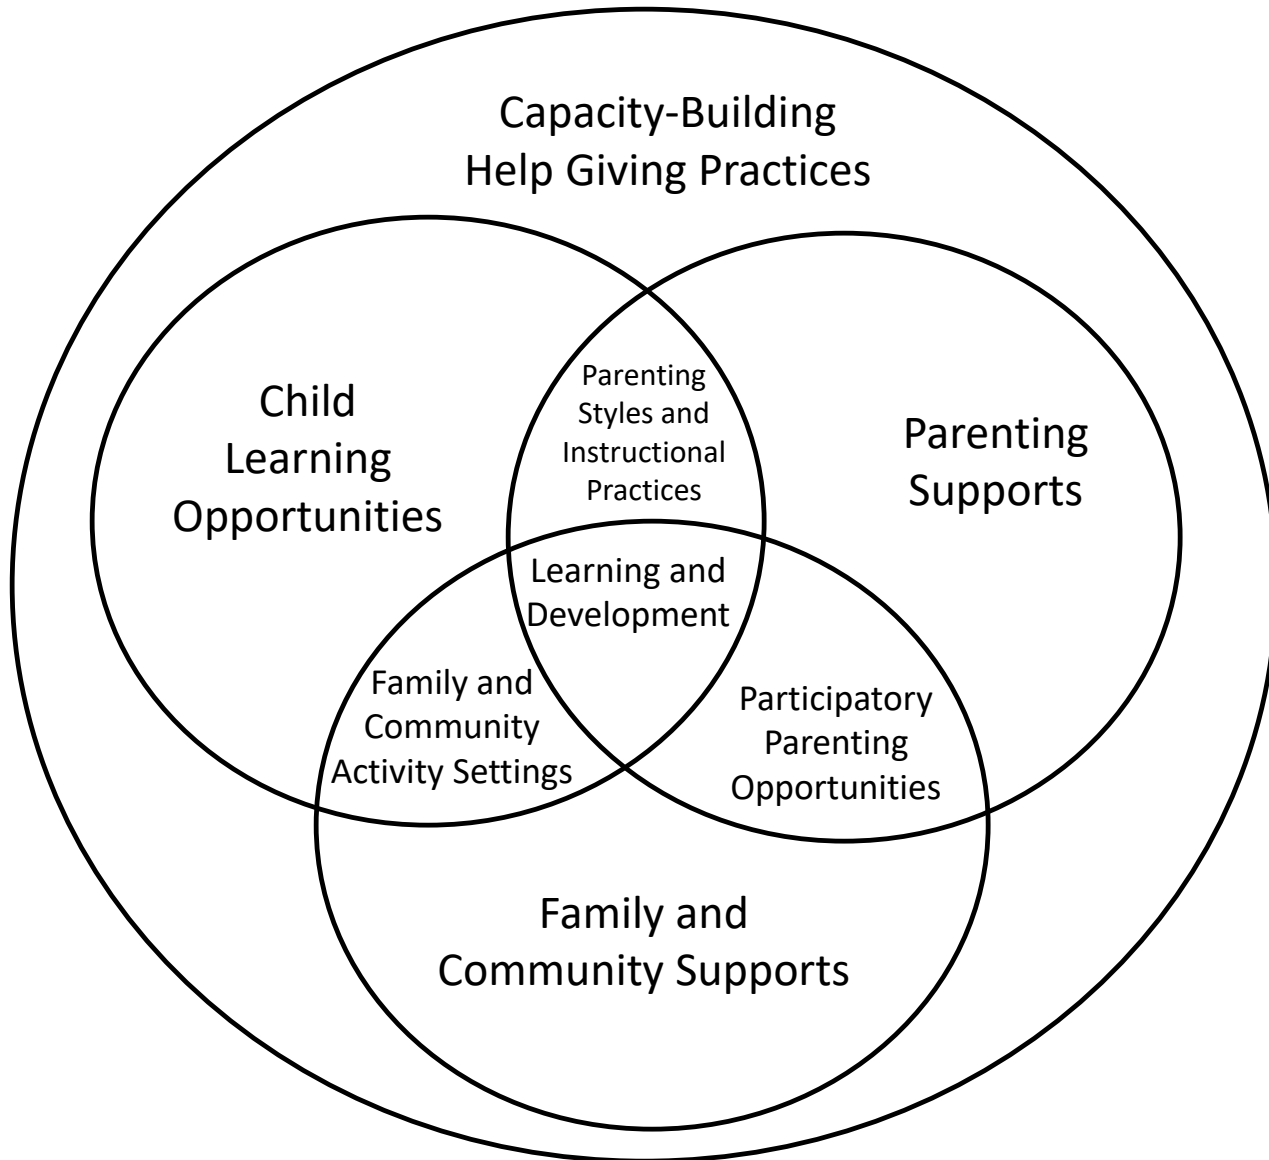 Capacity-Building
Help Giving Practices
Child
Learning
Opportunities
Parenting
Styles and
Instructional
Practices
Parenting
Supports
Learning and
Development
Family and
Community
Activity Settings
Participatory
Parenting
Opportunities
Family and
Community Supports